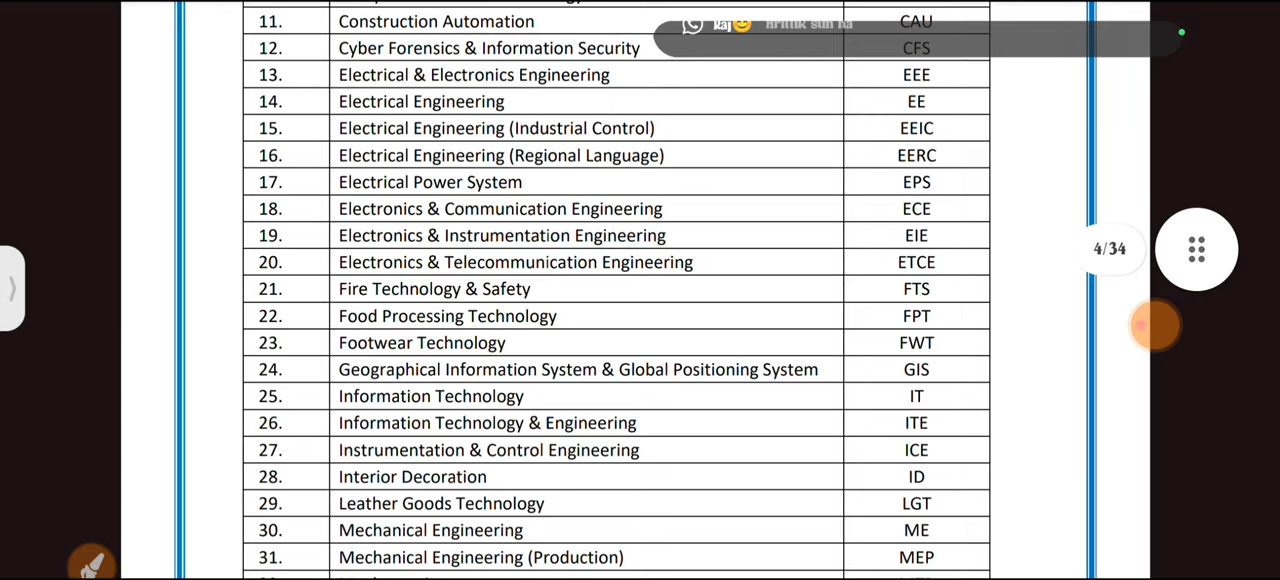 11. Construction Automation CAU
Raj😊 Hritik sun na
12. Cyber Forensics & Information Security CFS
13. Electrical & Electronics Engineering EEE
14. Electrical Engineering EE
15. Electrical Engineering (Industrial Control) EEIC
16. Electrical Engineering (Regional Language) EERC
17. Electrical Power System EPS
18. Electronics & Communication Engineering ECE
19. Electronics & Instrumentation Engineering EIE
4/34
20. Electronics & Telecommunication Engineering ETCE
21. Fire Technology & Safety FTS
22. Food Processing Technology FPT
23. Footwear Technology FWT
24. Geographical Information System & Global Positioning System GIS
25. Information Technology IT
26. Information Technology & Engineering ITE
27. Instrumentation & Control Engineering ICE
28. Interior Decoration ID
29. Leather Goods Technology LGT
30. Mechanical Engineering ME
31. Mechanical Engineering (Production) MEP